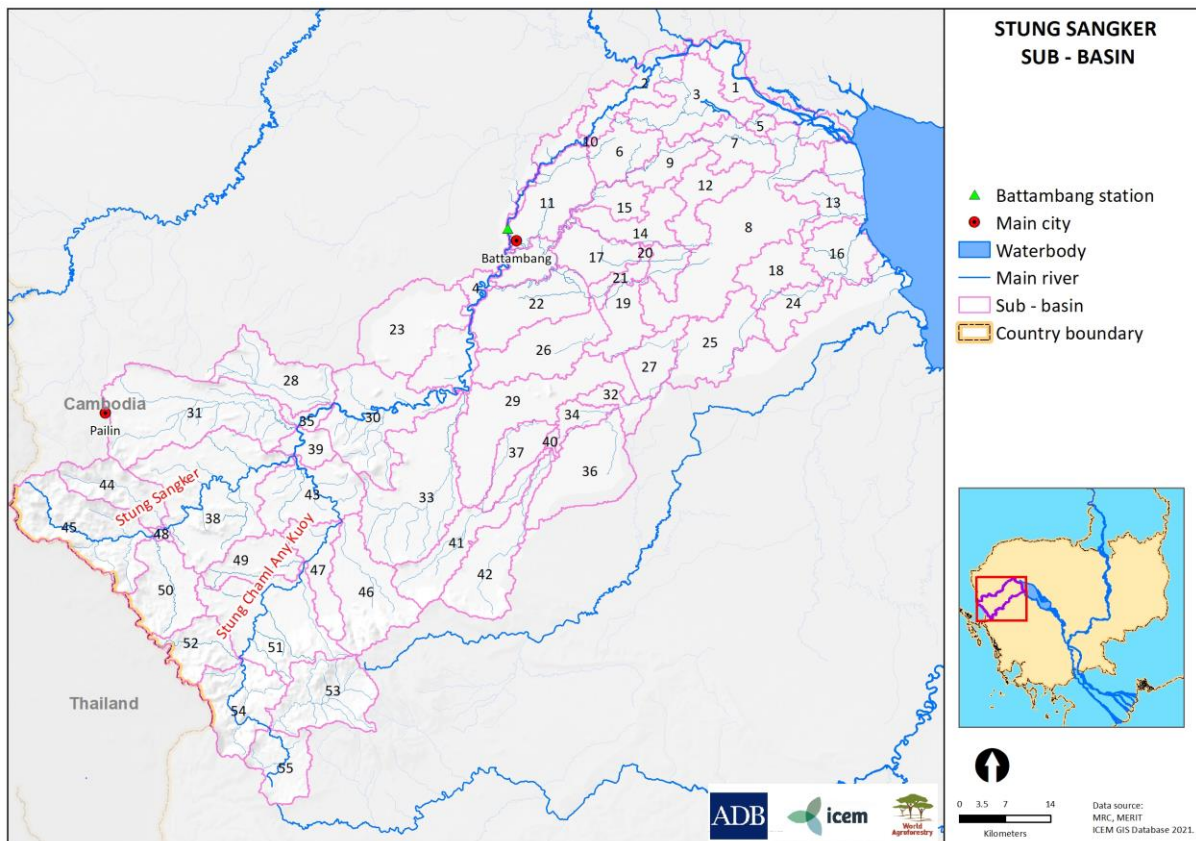 STUNG SANGKER
SUB - BASIN
Battambang station
Main city
Waterbody
Main river
Sub - basin
Country boundary
1
2
3
5
10
6
7
9
12
11
15
13
8
14
Battambang
17
20
16
21
18
4
22
19
24
23
26
25
27
28
29
32
Cambodia
31
35
30
34
Pailin
39
40
37
36
44
Stung Sangker
43
33
45
38
48
41
Stung Chaml Any Kuoy
49
47
42
50
46
52
51
53
Thailand
54
55
ADB
icem
World
Agroforestry
0 3.5 7 14
Kilometers
Data source:
MRC, MERIT
ICEM GIS Database 2021.